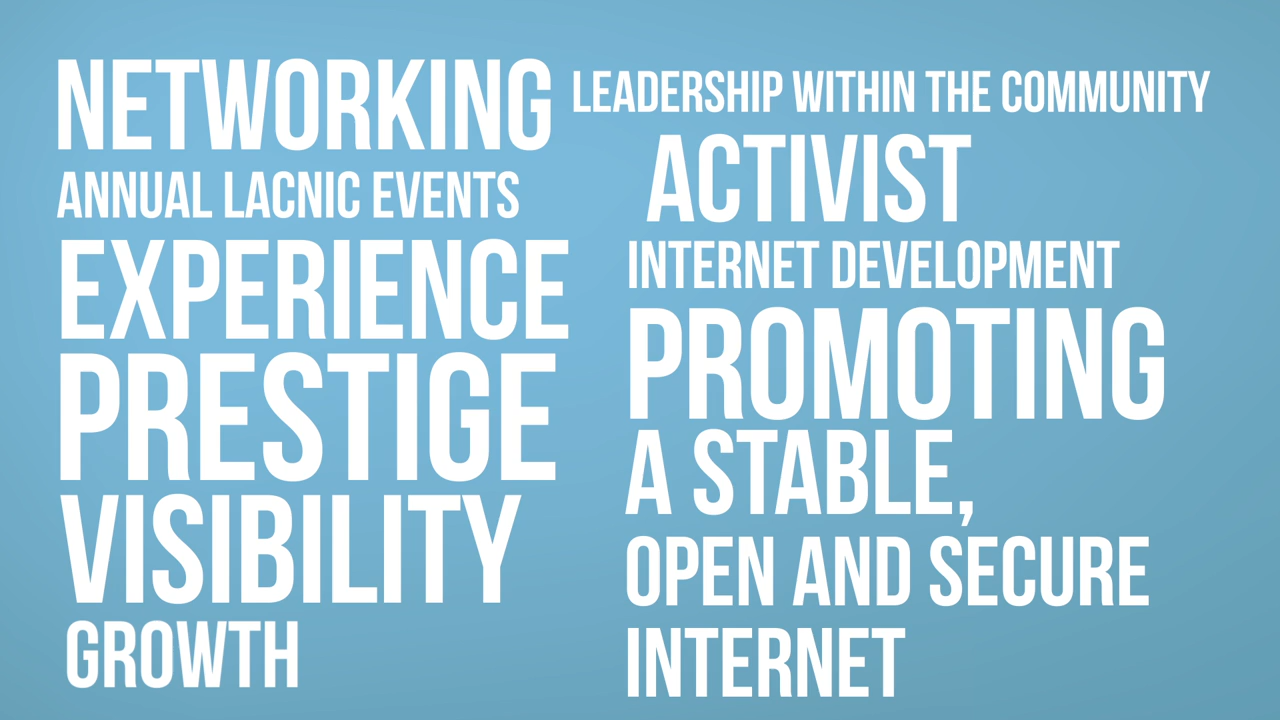 NETWORKING
ANNUAL LACNIC EVENTS
EXPERIENCE
PRESTIGE
VISIBILITY
GROWTH
LEADERSHIP WITHIN THE COMMUNITY
ACTIVIST
INTERNET DEVELOPMENT
PROMOTING
A STABLE,
OPEN AND SECURE
INTERNET